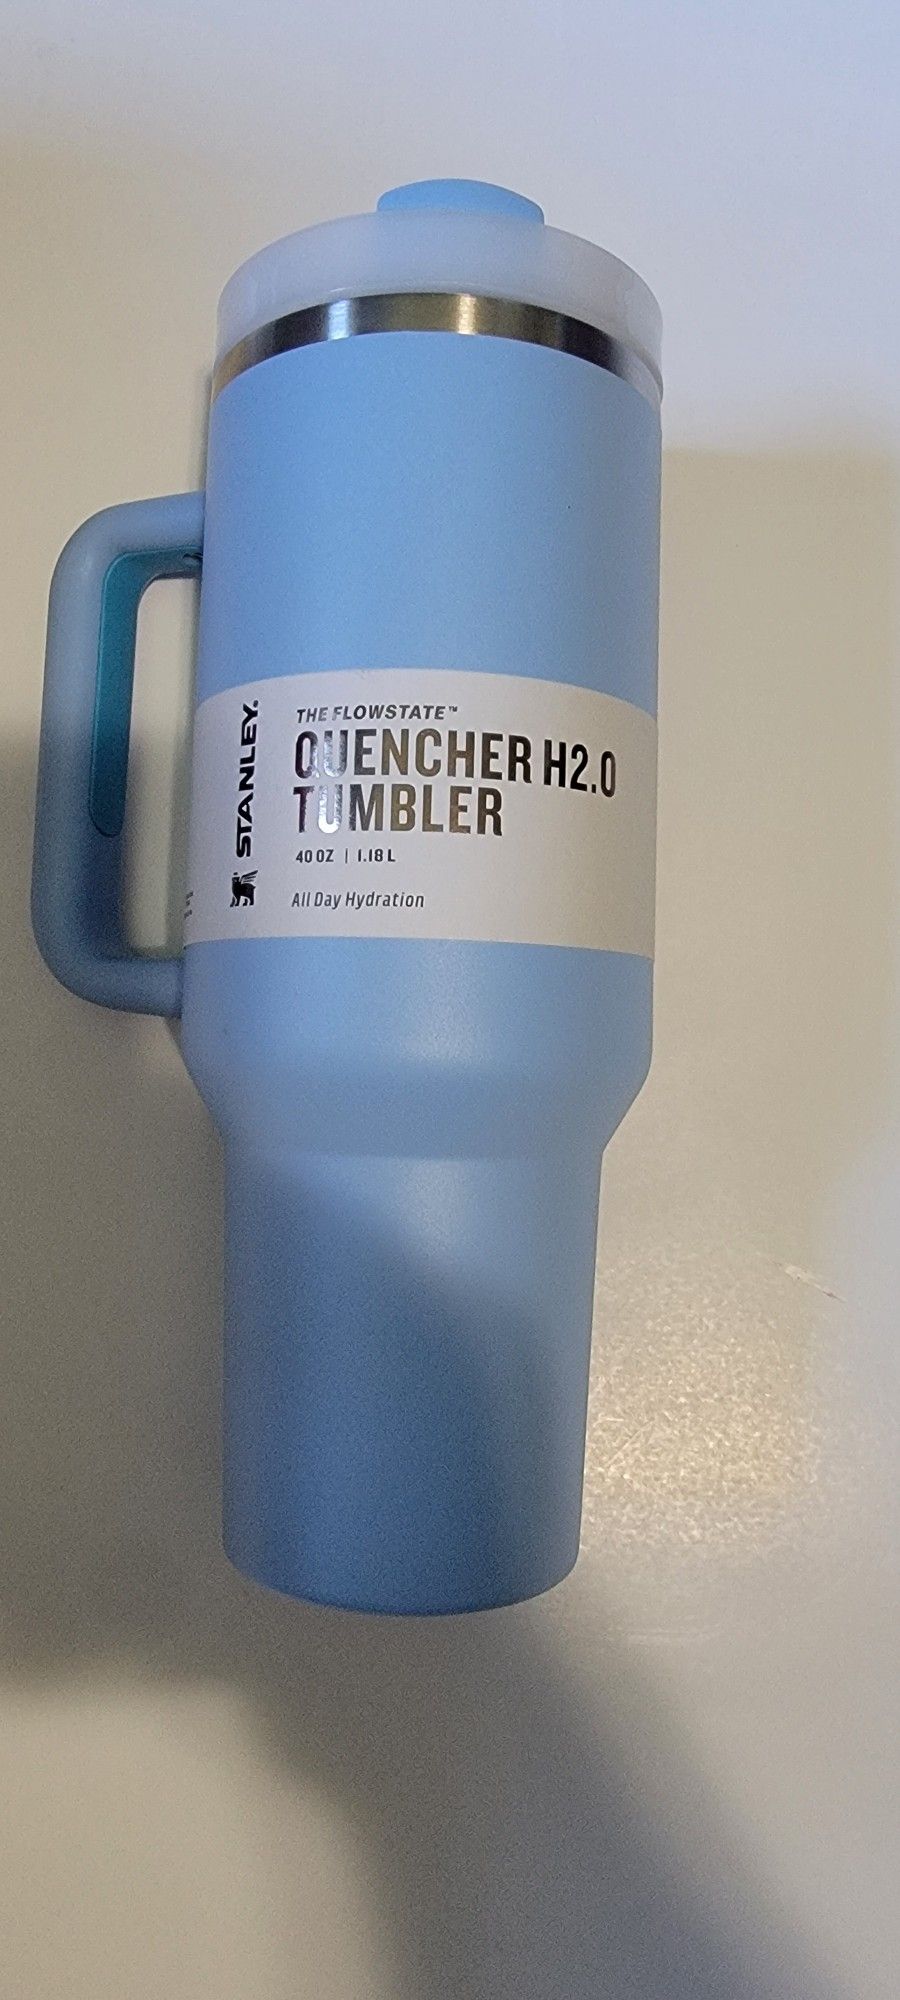 STANLEY.
THE FLOWSTATE™
QUENCHER H2.0
TUMBLER
40 OZ | 1.18 L
All Day Hydration